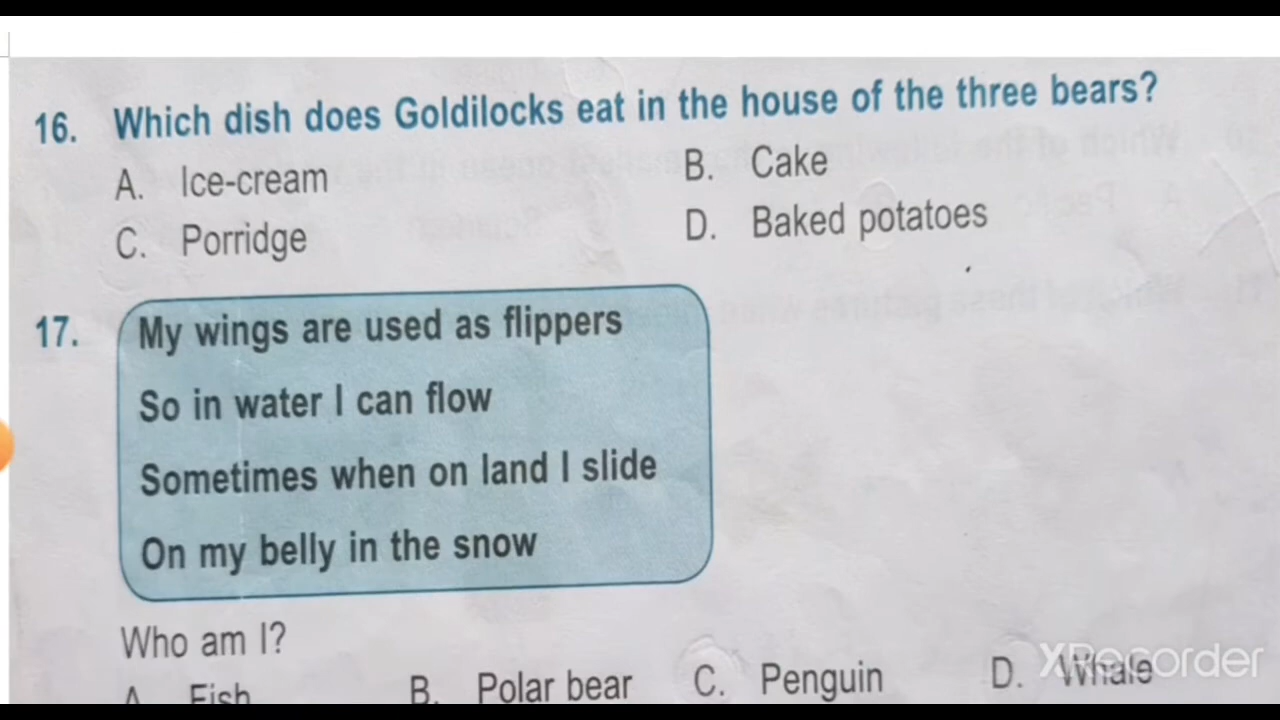 16. Which dish does Goldilocks eat in the house of the three bears?
A. Ice-cream B. Cake
C. Porridge D. Baked potatoes
17. My wings are used as flippers
So in water I can flow
Sometimes when on land I slide
On my belly in the snow
Who am I?
A. Fish B. Polar bear C. Penguin D. Whale
XRecorder